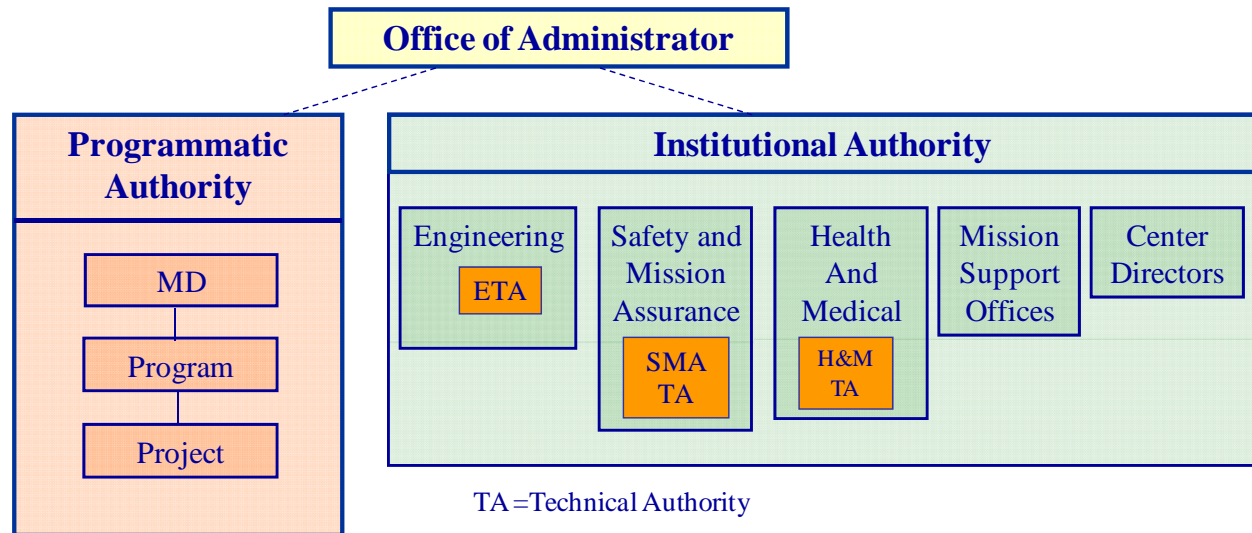 Office of Administrator
Programmatic
Authority
MD
Program
Project
Institutional Authority
Engineering
ETA
Safety and
Mission
Assurance
SMA
TA
Health
And
Medical
H&M
TA
Mission
Support
Offices
Center
Directors
TA =Technical Authority